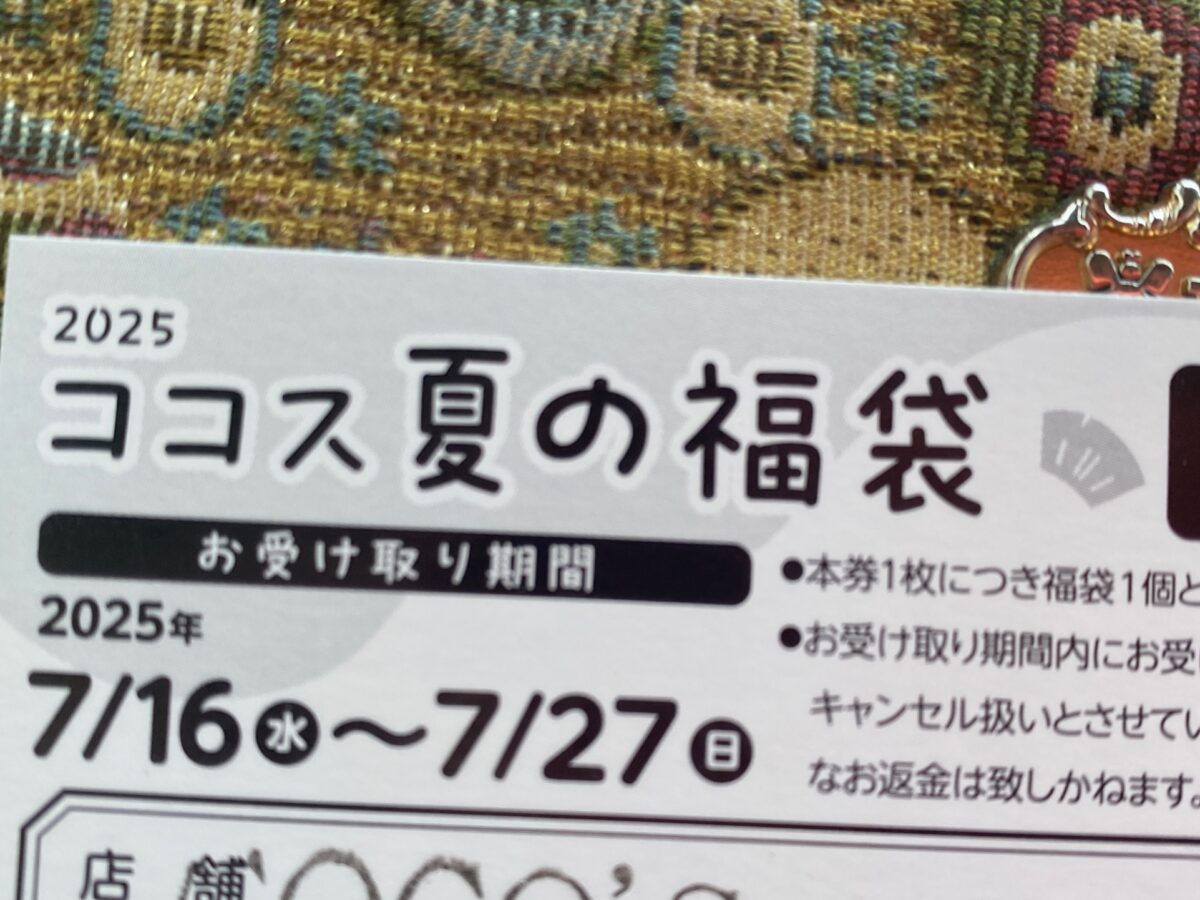 2025
ココス夏の福袋
お受け取り期間
2025年
7/16㊌〜7/27㊐
●本券1枚につき福袋1個と
●お受け取り期間内にお受け
キャンセル扱いとさせてい
なお返金は致しかねます。
店舗